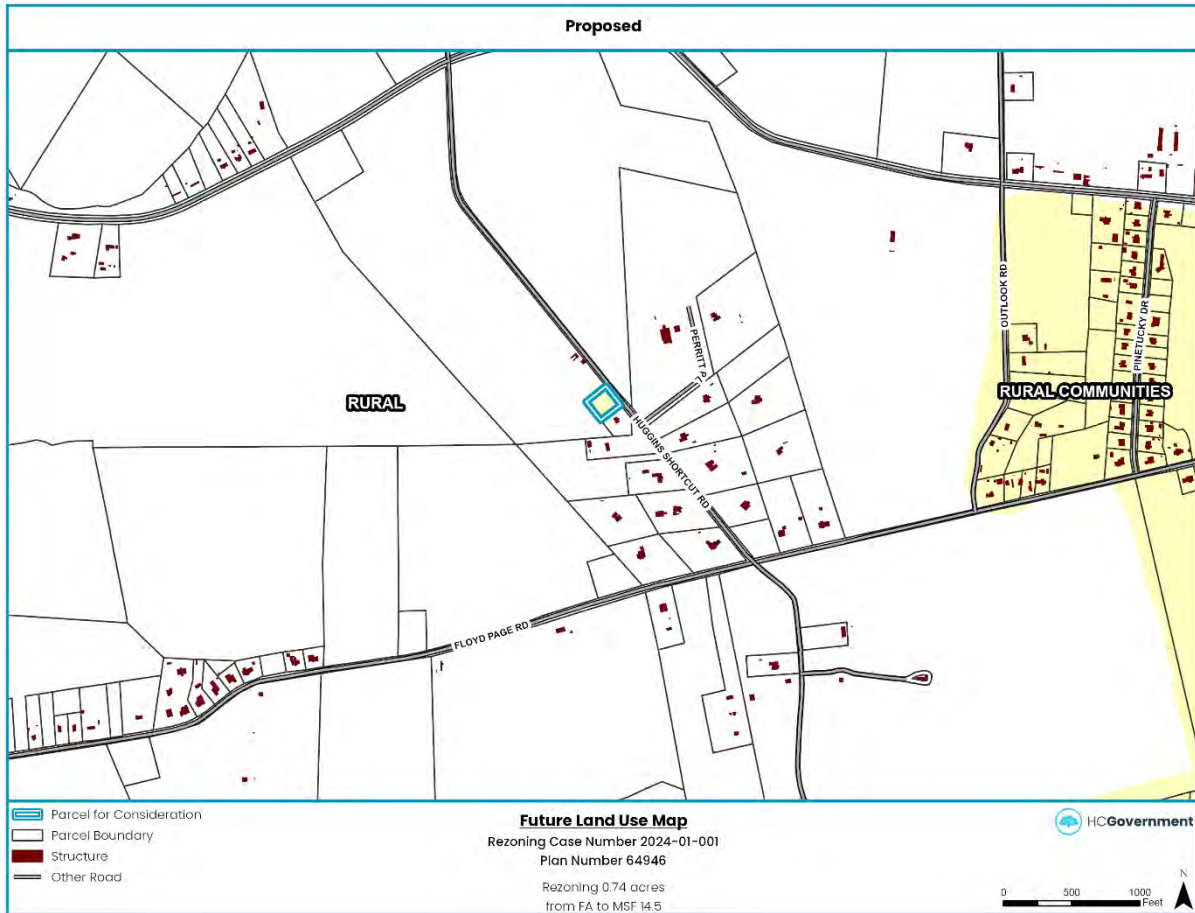 Proposed
RURAL
RURAL COMMUNITIES
OUTLOOK RD
PINETUCKY DR
PERRITT
HUGGINS SHORTCUT RD
FLOYD PAGE RD
Parcel for Consideration
Parcel Boundary
Structure
Other Road
Future Land Use Map
Rezoning Case Number 2024-01-001
Plan Number 64946
Rezoning 0.74 acres
from FA to MSF 14.5
HCGovernment
N
0 500 1000
Feet